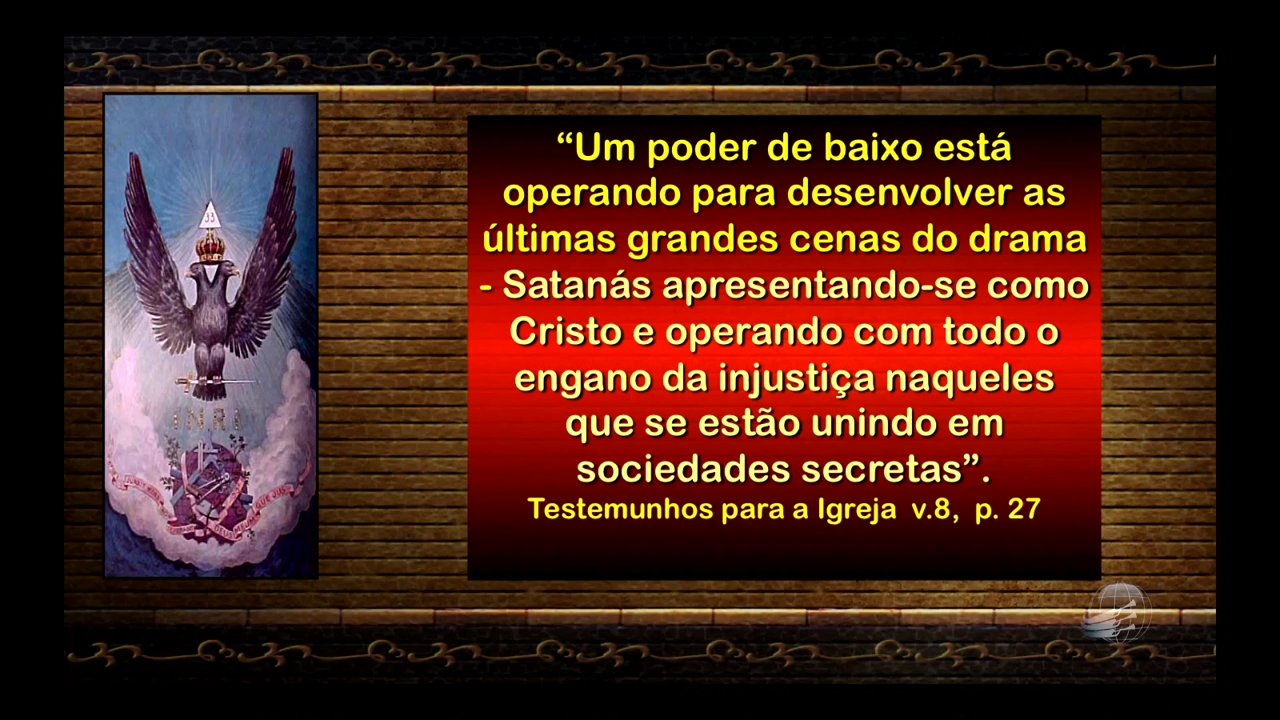 33
INRI
“Um poder de baixo está
operando para desenvolver as
últimas grandes cenas do drama
- Satanás apresentando-se como
Cristo e operando com todo o
engano da injustiça naqueles
que se estão unindo em
sociedades secretas”.
Testemunhos para a Igreja v.8, p. 27